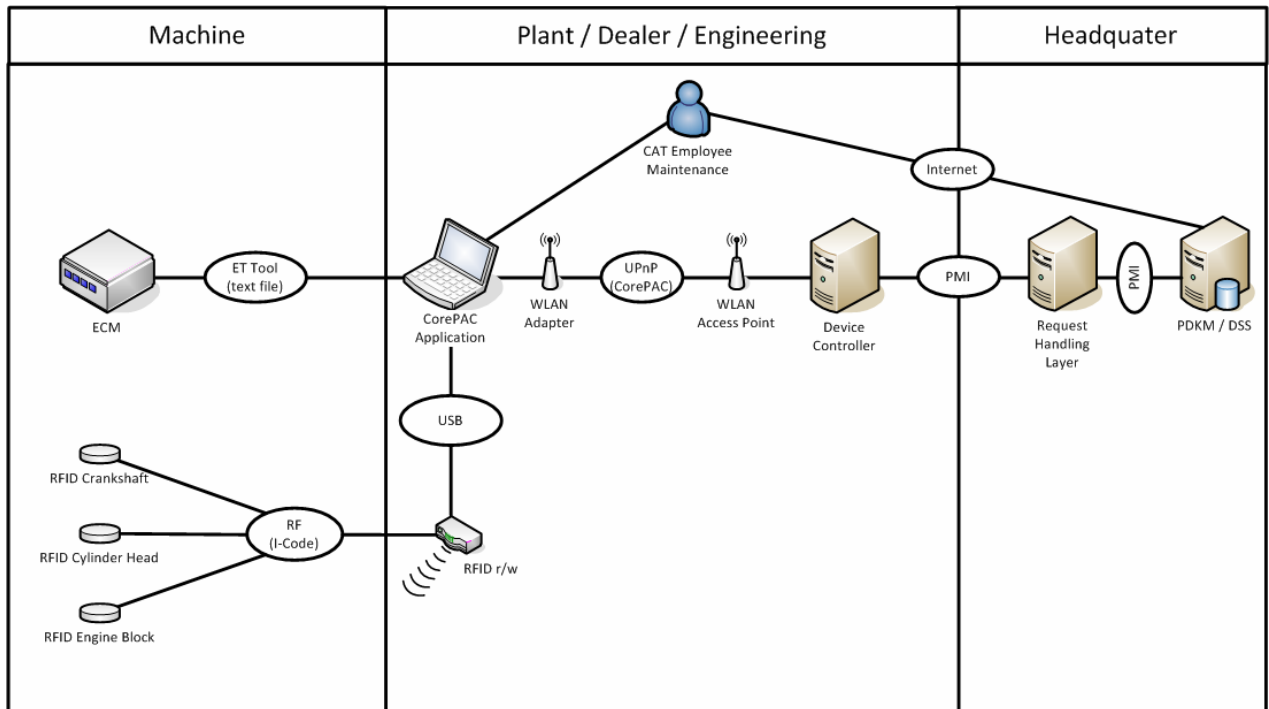 Machine
Plant / Dealer / Engineering
Headquater
CAT Employee
Maintenance
Internet
ET Tool
(text file)
UPnP
(CorePAC)
PMI
PMI
ECM
CorePAC
Application
WLAN
Adapter
WLAN
Access Point
Device
Controller
Request
Handling
Layer
PDKM / DSS
USB
RFID Crankshaft
RF
(I-Code)
RFID Cylinder Head
RFID r/w
RFID Engine Block